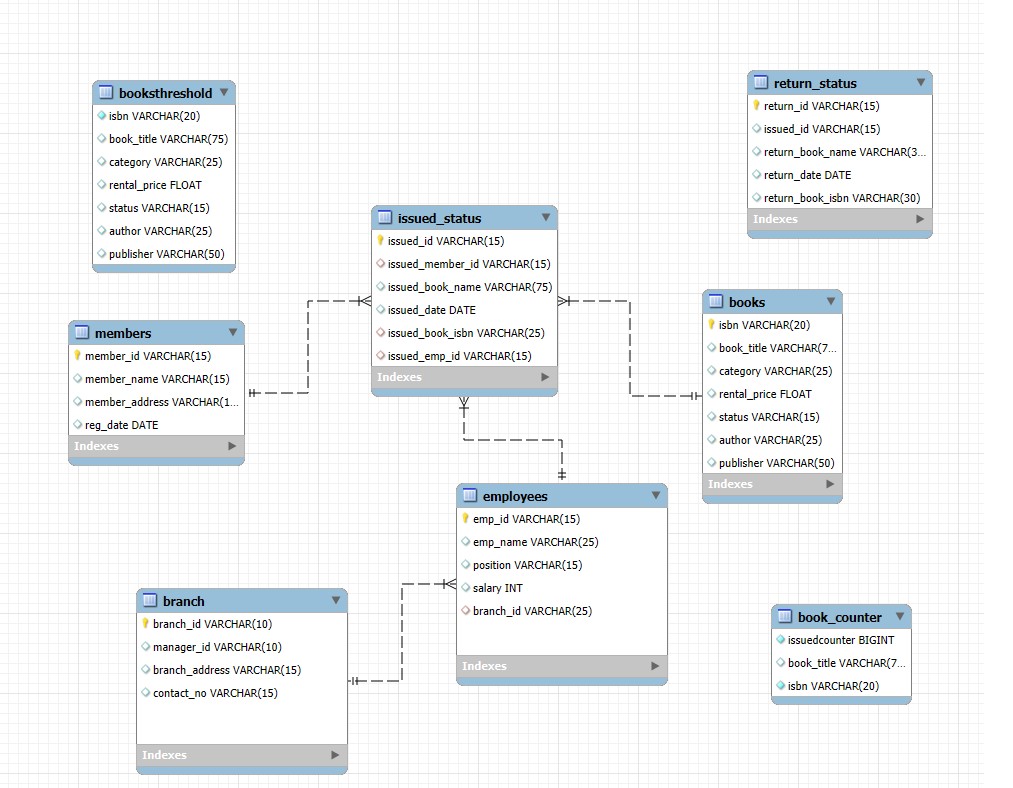 booksthreshold
isbn VARCHAR(20)
book_title VARCHAR(75)
category VARCHAR(25)
rental_price FLOAT
status VARCHAR(15)
author VARCHAR(25)
publisher VARCHAR(50)
return_status
return_id VARCHAR(15)
issued_id VARCHAR(15)
return_book_name VARCHAR(3...
return_date DATE
return_book_isbn VARCHAR(30)
Indexes
issued_status
issued_id VARCHAR(15)
issued_member_id VARCHAR(15)
issued_book_name VARCHAR(75)
issued_date DATE
issued_book_isbn VARCHAR(25)
issued_emp_id VARCHAR(15)
Indexes
books
isbn VARCHAR(20)
book_title VARCHAR(7...
category VARCHAR(25)
rental_price FLOAT
status VARCHAR(15)
author VARCHAR(25)
publisher VARCHAR(50)
Indexes
members
member_id VARCHAR(15)
member_name VARCHAR(15)
member_address VARCHAR(1...
reg_date DATE
Indexes
employees
emp_id VARCHAR(15)
emp_name VARCHAR(25)
position VARCHAR(15)
salary INT
branch_id VARCHAR(25)
Indexes
branch
branch_id VARCHAR(10)
manager_id VARCHAR(10)
branch_address VARCHAR(15)
contact_no VARCHAR(15)
Indexes
book_counter
issuedcounter BIGINT
book_title VARCHAR(7...
isbn VARCHAR(20)